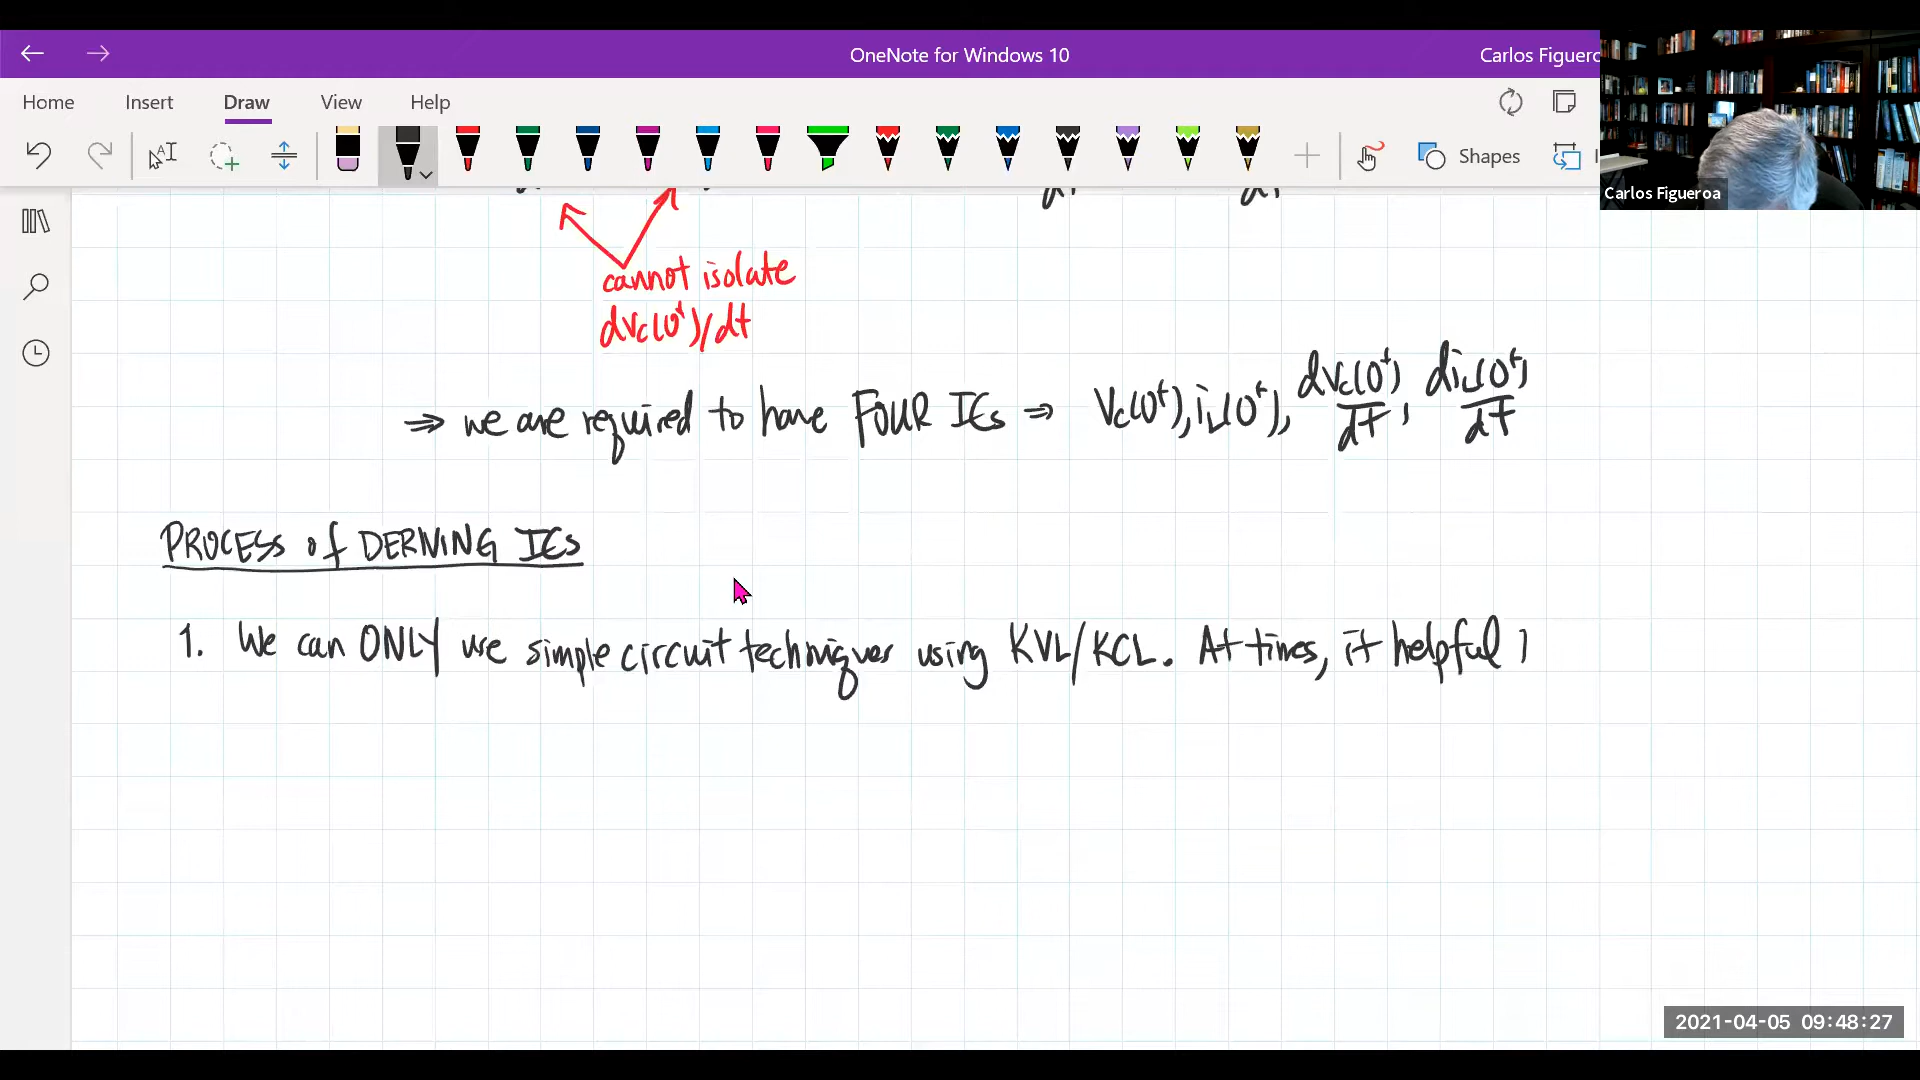 OneNote for Windows 10
Carlos Figuero
Home Insert Draw View Help
Shapes
Carlos Figueroa
cannot isolate
dVc(0⁺)/dt
⇒ we are required to have FOUR ICs ⇒ Vc(0⁺), iL(0⁺), dVc(0⁺)/dt, diL(0⁺)/dt
PROCESS of DERIVING ICs
1. We can ONLY use simple circuit techniques using KVL/KCL. At times, it helpful
2021-04-05 09:48:27